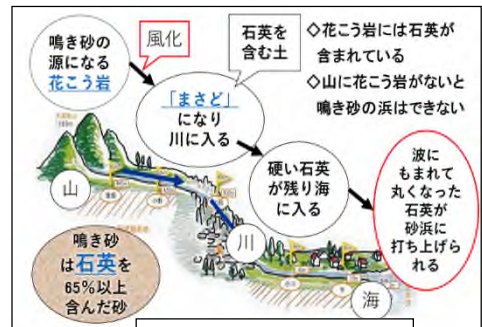 鳴き砂の
源になる
花こう岩
風化
石英を
含む土
◇花こう岩には石英が
含まれている
◇山に花こう岩がないと
鳴き砂の浜はできない
「まさど」
になり
川に入る
硬い石英
が残り海
に入る
波に
もまれて
丸くなった
石英が
砂浜に
打ち上げら
れる
山
川
海
鳴き砂
は石英を
65%以上
含んだ砂